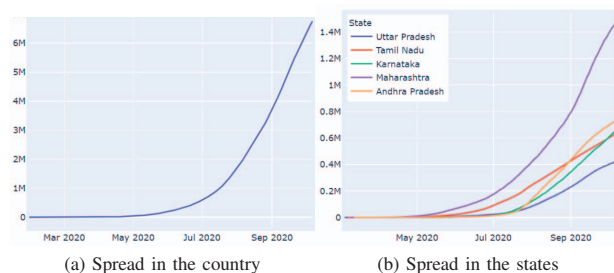 6M
5M
4M
3M
2M
1M
0
Mar 2020 May 2020 Jul 2020 Sep 2020
(a) Spread in the country
State
Uttar Pradesh
Tamil Nadu
Karnataka
Maharashtra
Andhra Pradesh
1.4M
1.2M
1M
0.8M
0.6M
0.4M
0.2M
0
May 2020 Jul 2020 Sep 2020
(b) Spread in the states